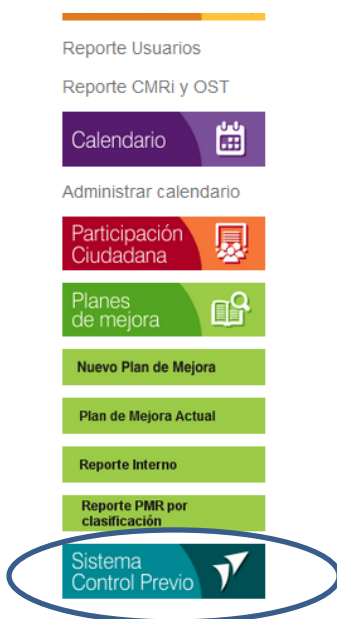 Reporte Usuarios
Reporte CMRi y OST
Calendario
Administrar calendario
Participación
Ciudadana
Planes
de mejora
Nuevo Plan de Mejora
Plan de Mejora Actual
Reporte Interno
Reporte PMR por
clasificación
Sistema
Control Previo